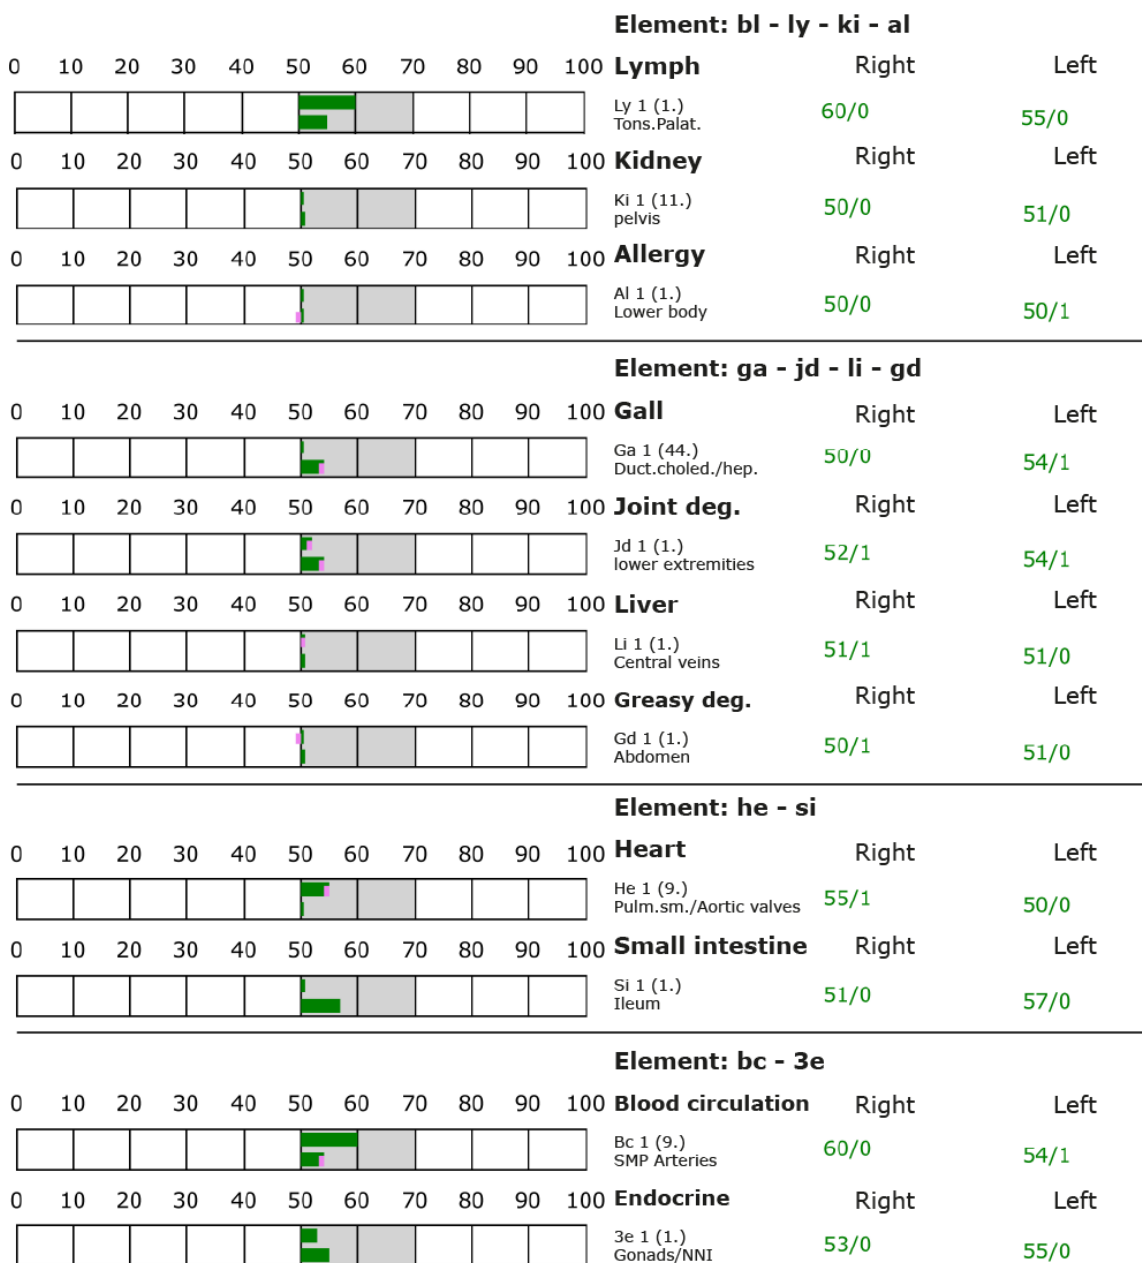 Element: bl - ly - ki - al
0 10 20 30 40 50 60 70 80 90 100 Lymph Right Left
Ly 1 (1.) 60/0 55/0
Tons.Palat.
0 10 20 30 40 50 60 70 80 90 100 Kidney Right Left
Ki 1 (11.) 50/0 51/0
pelvis
0 10 20 30 40 50 60 70 80 90 100 Allergy Right Left
Al 1 (1.) 50/0 50/1
Lower body
Element: ga - jd - li - gd
0 10 20 30 40 50 60 70 80 90 100 Gall Right Left
Ga 1 (44.) 50/0 54/1
Duct.choled./hep.
0 10 20 30 40 50 60 70 80 90 100 Joint deg. Right Left
Jd 1 (1.) 52/1 54/1
lower extremities
0 10 20 30 40 50 60 70 80 90 100 Liver Right Left
Li 1 (1.) 51/1 51/0
Central veins
0 10 20 30 40 50 60 70 80 90 100 Greasy deg. Right Left
Gd 1 (1.) 50/1 51/0
Abdomen
Element: he - si
0 10 20 30 40 50 60 70 80 90 100 Heart Right Left
He 1 (9.) 55/1 50/0
Pulm.sm./Aortic valves
0 10 20 30 40 50 60 70 80 90 100 Small intestine Right Left
Si 1 (1.) 51/0 57/0
Ileum
Element: bc - 3e
0 10 20 30 40 50 60 70 80 90 100 Blood circulation Right Left
Bc 1 (9.) 60/0 54/1
SMP Arteries
0 10 20 30 40 50 60 70 80 90 100 Endocrine Right Left
3e 1 (1.) 53/0 55/0
Gonads/NNI